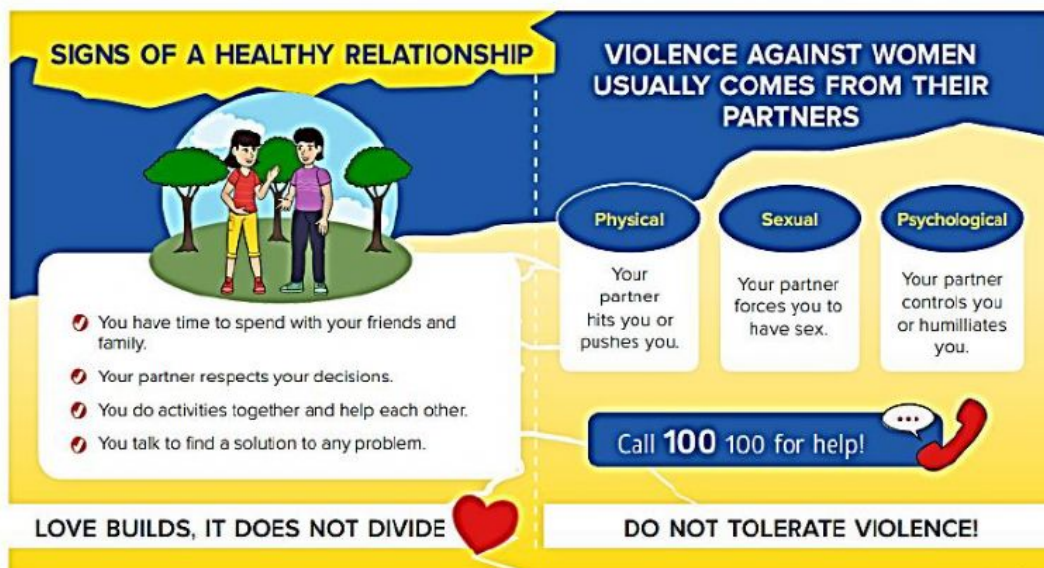 SIGNS OF A HEALTHY RELATIONSHIP
You have time to spend with your friends and
family.
Your partner respects your decisions.
You do activities together and help each other.
You talk to find a solution to any problem.
LOVE BUILDS, IT DOES NOT DIVIDE
VIOLENCE AGAINST WOMEN
USUALLY COMES FROM THEIR
PARTNERS
Physical
Your
partner
hits you or
pushes you.
Sexual
Your partner
forces you to
have sex.
Psychological
Your partner
controls you
or humilliates
you.
Call 100 100 for help!
DO NOT TOLERATE VIOLENCE!